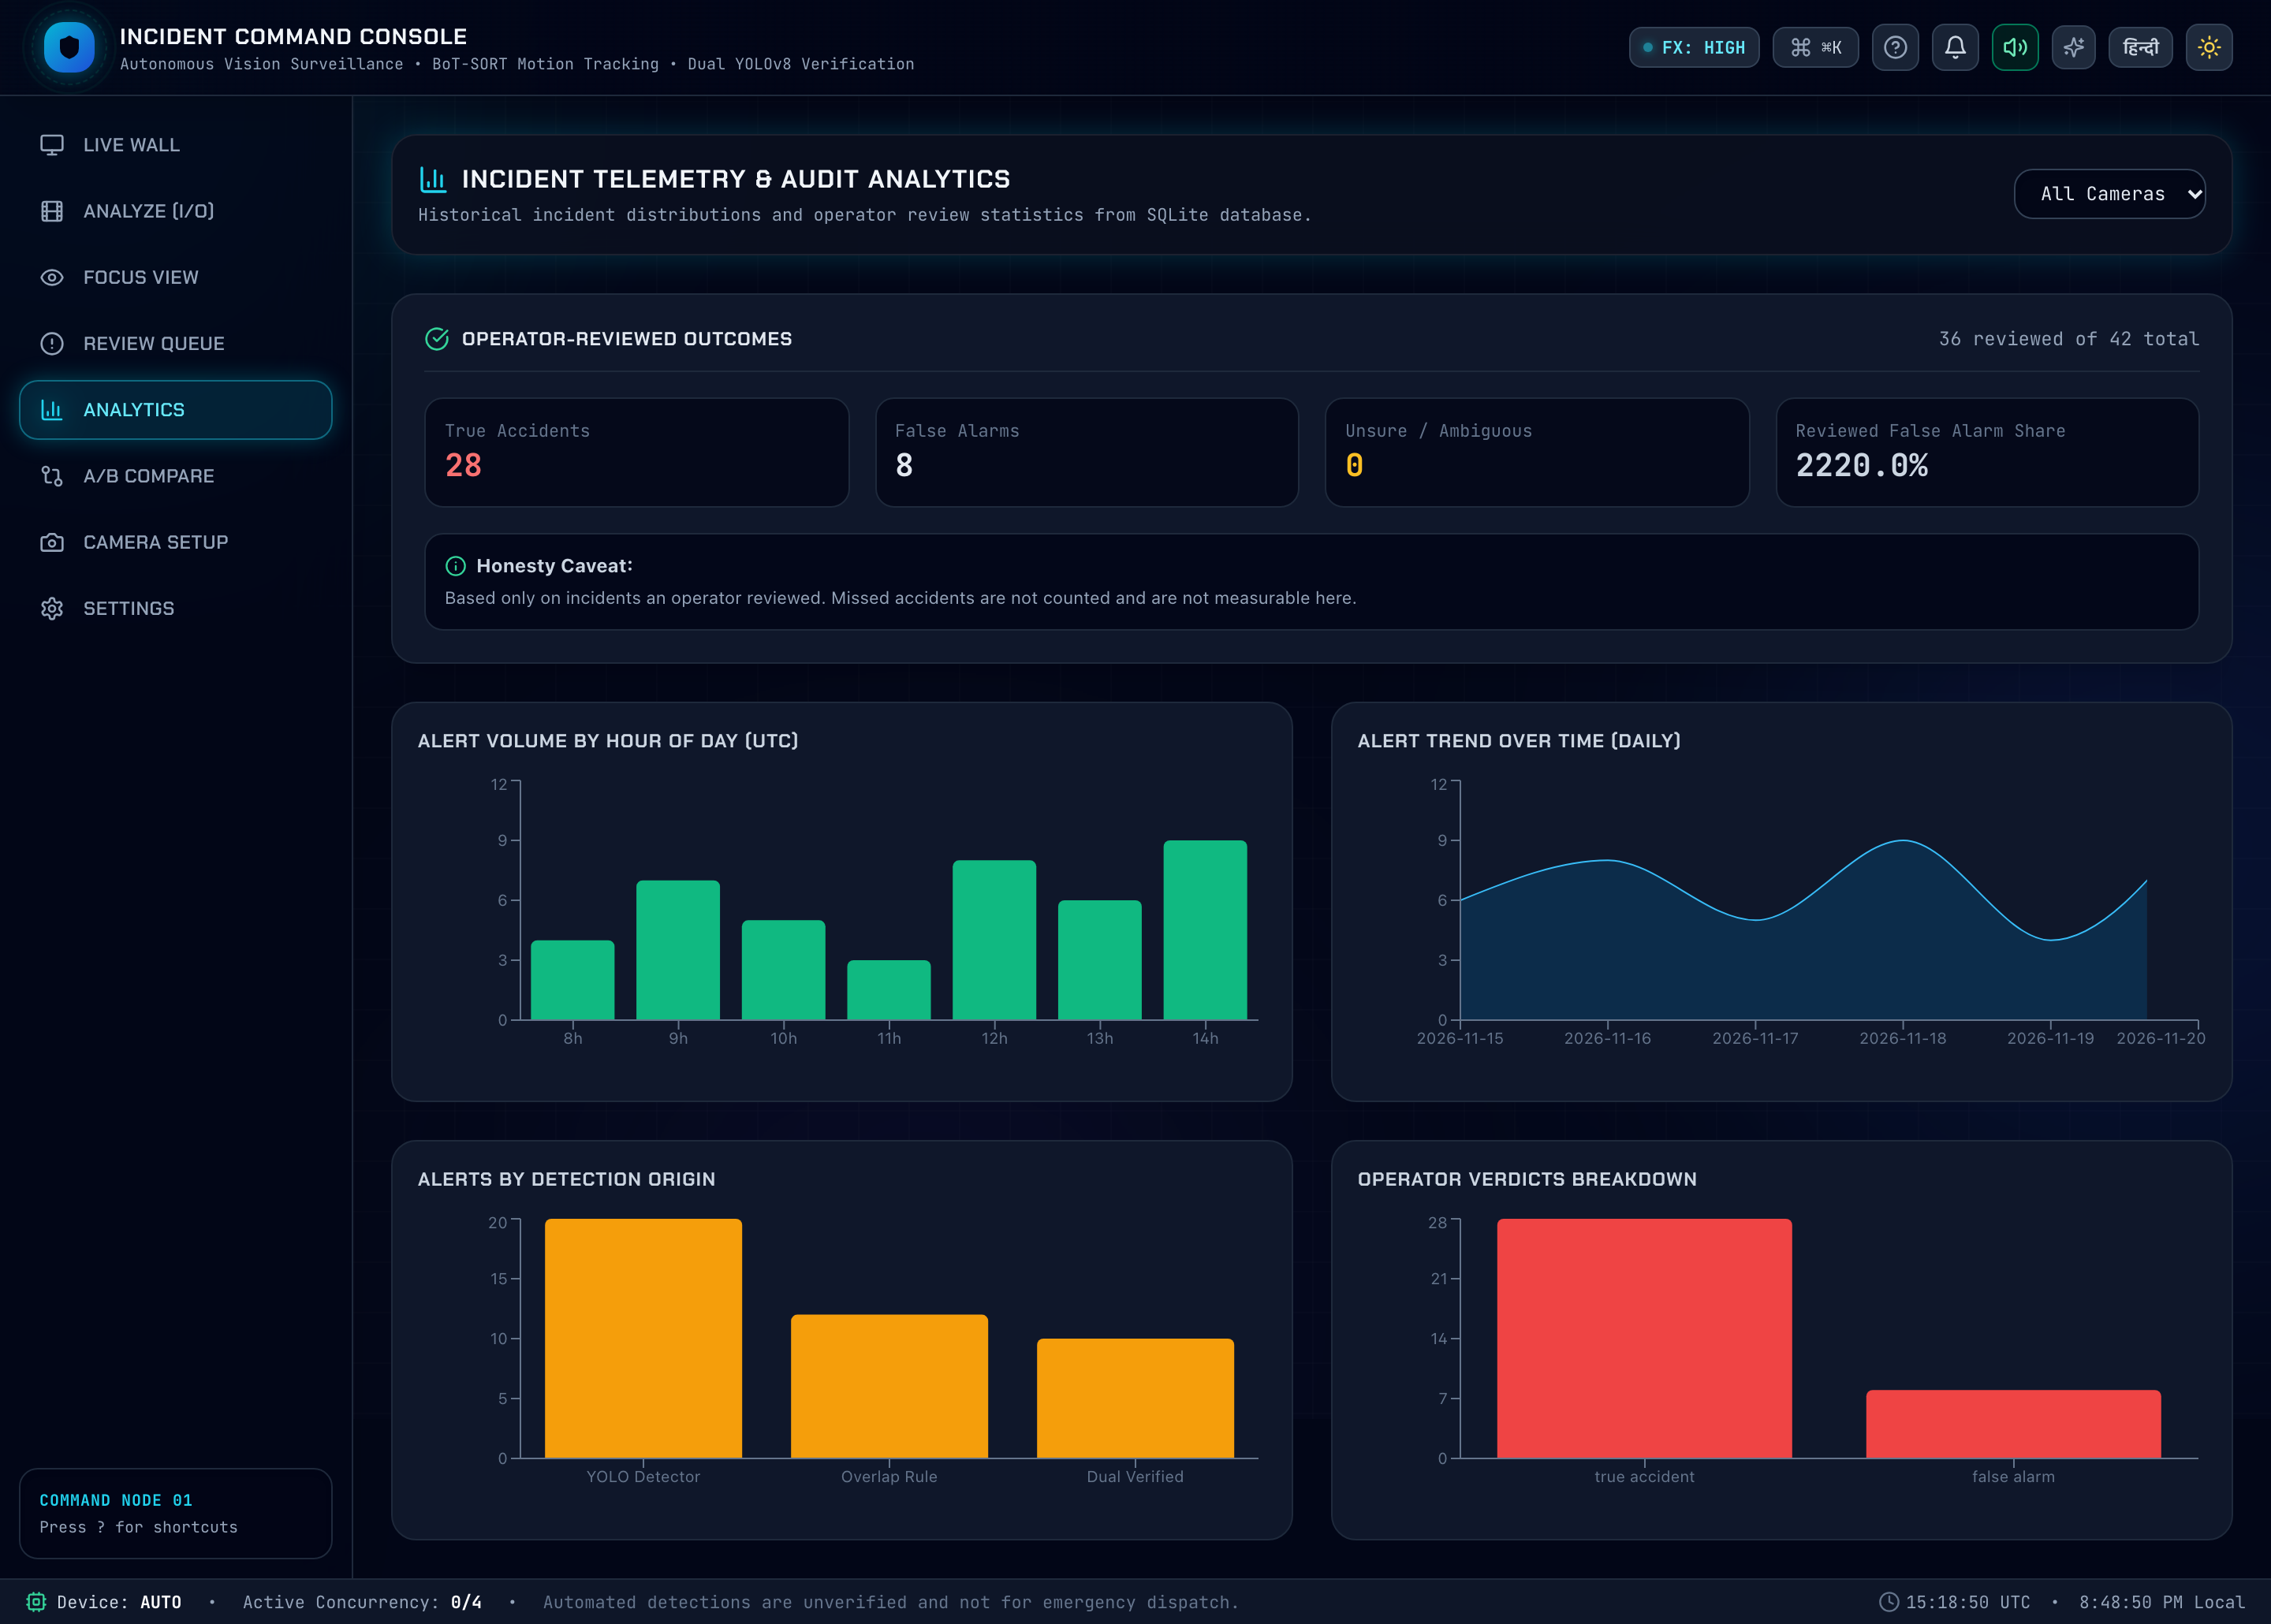 INCIDENT COMMAND CONSOLE
Autonomous Vision Surveillance • BoT-SORT Motion Tracking • Dual YOLOv8 Verification
FX: HIGH
⌘ ⌘K
हिन्दी
LIVE WALL
ANALYZE (I/O)
FOCUS VIEW
REVIEW QUEUE
ANALYTICS
A/B COMPARE
CAMERA SETUP
SETTINGS
COMMAND NODE 01
Press ? for shortcuts
INCIDENT TELEMETRY & AUDIT ANALYTICS
Historical incident distributions and operator review statistics from SQLite database.
All Cameras
OPERATOR-REVIEWED OUTCOMES
36 reviewed of 42 total
True Accidents
28
False Alarms
8
Unsure / Ambiguous
0
Reviewed False Alarm Share
2220.0%
Honesty Caveat:
Based only on incidents an operator reviewed. Missed accidents are not counted and are not measurable here.
ALERT VOLUME BY HOUR OF DAY (UTC)
12
9
6
3
0
8h 9h 10h 11h 12h 13h 14h
ALERT TREND OVER TIME (DAILY)
12
9
6
3
0
2026-11-15 2026-11-16 2026-11-17 2026-11-18 2026-11-19 2026-11-20
ALERTS BY DETECTION ORIGIN
20
15
10
5
0
YOLO Detector Overlap Rule Dual Verified
OPERATOR VERDICTS BREAKDOWN
28
21
14
7
0
true accident false alarm
Device: AUTO • Active Concurrency: 0/4 • Automated detections are unverified and not for emergency dispatch.
15:18:50 UTC • 8:48:50 PM Local